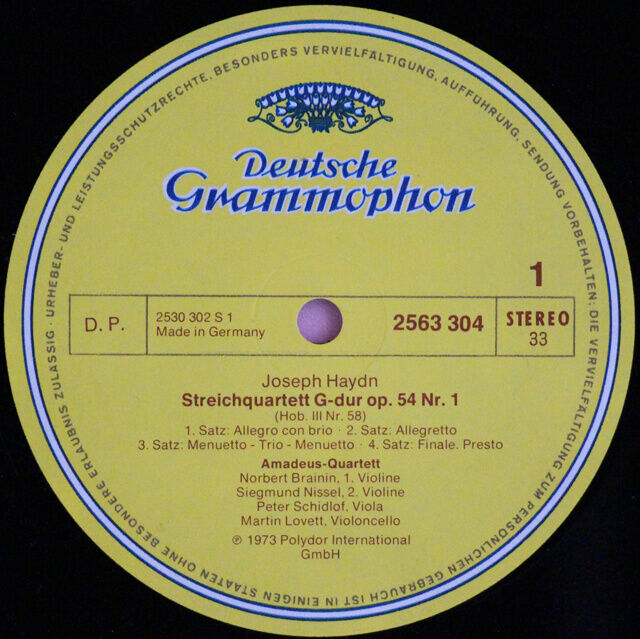 URHEBER- UND LEISTUNGSSCHUTZRECHTE, BESONDERS VERVIELFÄLTIGUNG, AUFFÜHRUNG, SENDUNG VORBEHALTEN; DIE VERVIELFÄLTIGUNG ZUM PERSÖNLICHEN GEBRAUCH IST IN EINIGEN STAATEN OHNE BESONDERE ERLAUBNIS ZULÄSSIG ·
Deutsche
Grammophon
1
D. P.
2530 302 S 1
Made in Germany
2563 304
STEREO
33
Joseph Haydn
Streichquartett G-dur op. 54 Nr. 1
(Hob. III Nr. 58)
1. Satz: Allegro con brio · 2. Satz: Allegretto
3. Satz: Menuetto - Trio - Menuetto · 4. Satz: Finale. Presto
Amadeus-Quartett
Norbert Brainin, 1. Violine
Siegmund Nissel, 2. Violine
Peter Schidlof, Viola
Martin Lovett, Violoncello
℗ 1973 Polydor International
GmbH